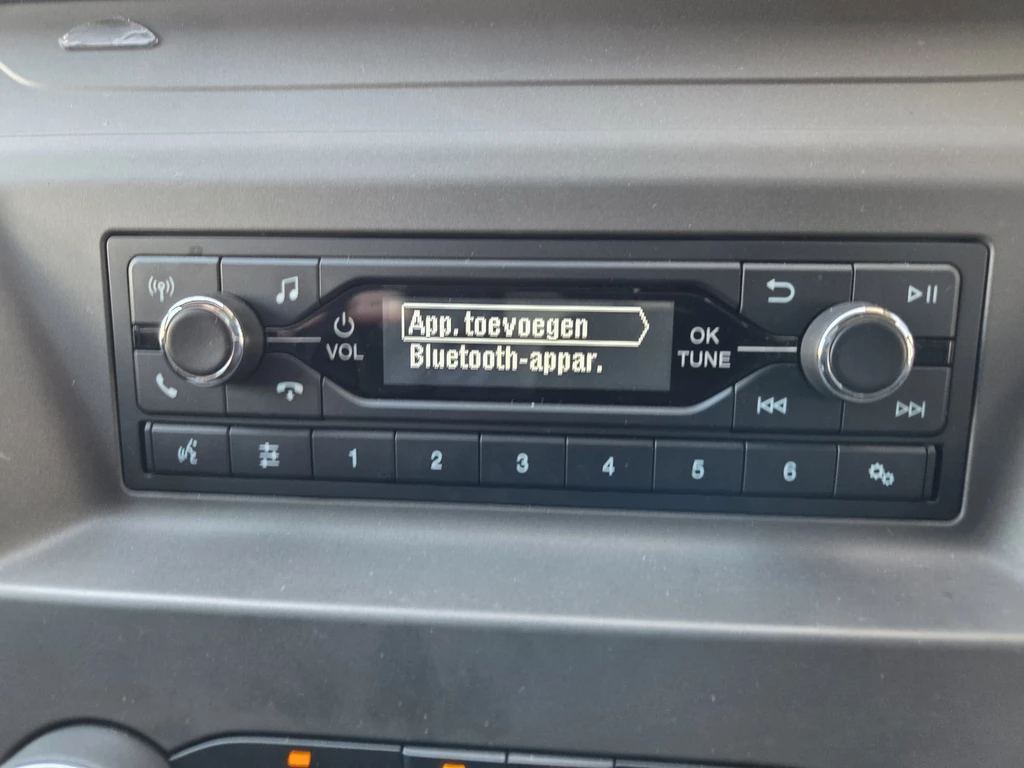 App. toevoegen
Bluetooth-appar.
VOL
OK
TUNE
1 2 3 4 5 6